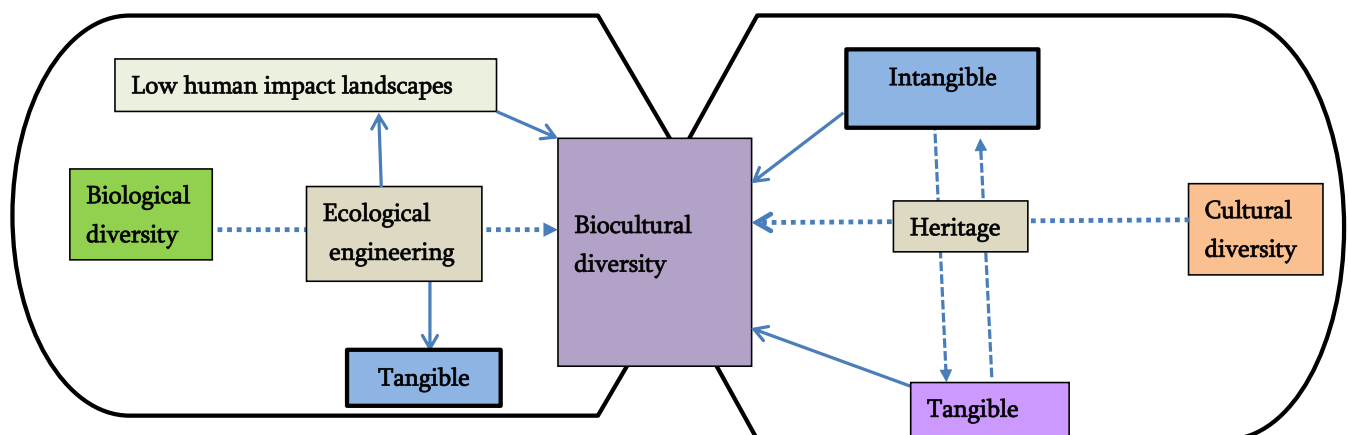 Low human impact landscapes
Biological
diversity
Ecological
engineering
Tangible
Biocultural
diversity
Intangible
Heritage
Tangible
Cultural
diversity